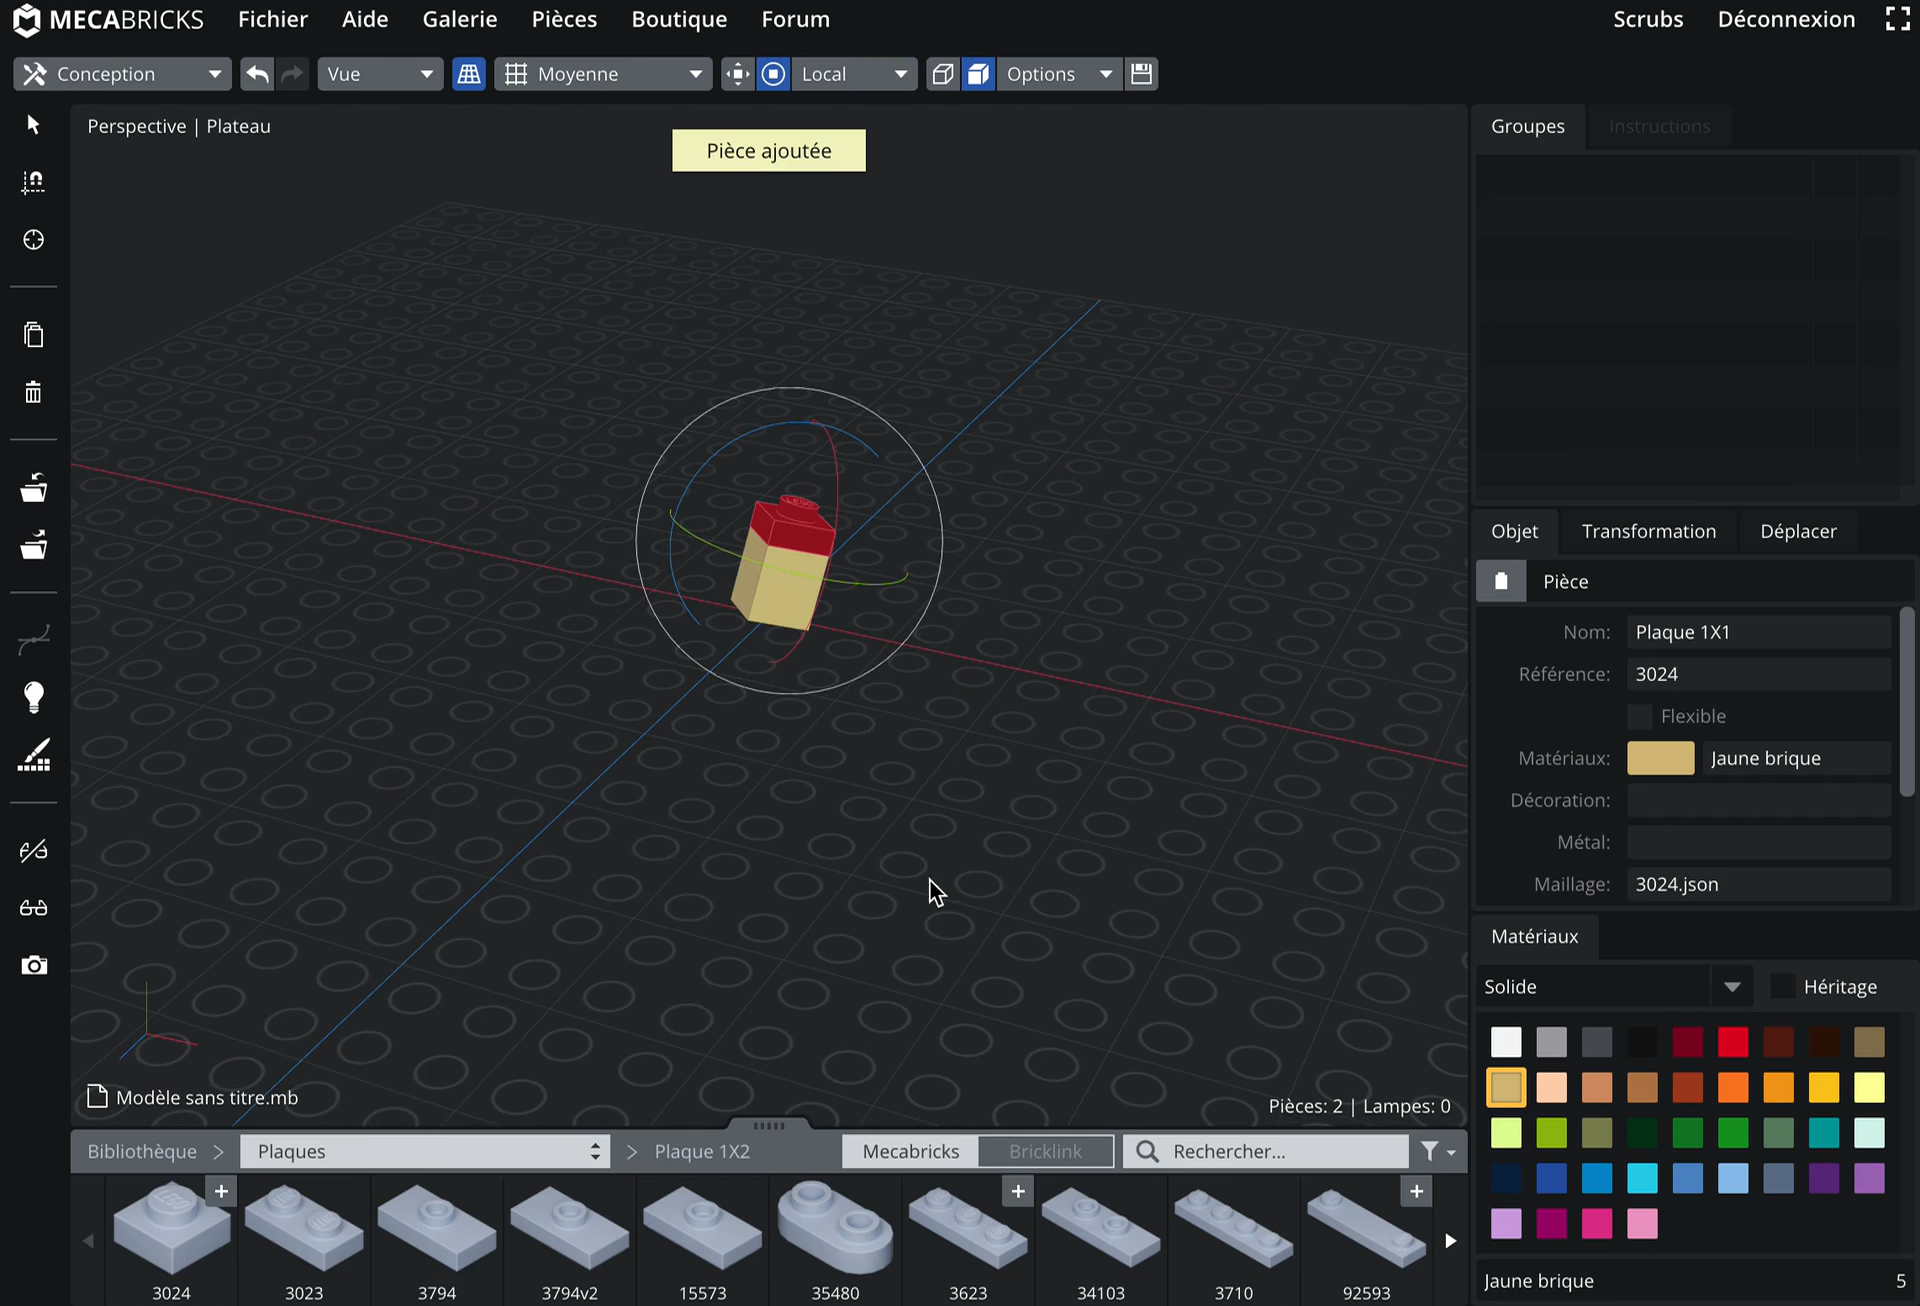 MECABRICKS Fichier Aide Galerie Pièces Boutique Forum Scrubs Déconnexion
Conception Vue Moyenne Local Options
Perspective | Plateau
Pièce ajoutée
Groupes Instructions
Objet Transformation Déplacer
Pièce
Nom: Plaque 1X1
Référence: 3024
Flexible
Matériaux: Jaune brique
Décoration:
Métal:
Maillage: 3024.json
Matériaux
Solide Héritage
Modèle sans titre.mb
Pièces: 2 | Lampes: 0
Bibliothèque > Plaques > Plaque 1X2 Mecabricks Bricklink Rechercher...
3024 3023 3794 3794v2 15573 35480 3623 34103 3710 92593
Jaune brique 5